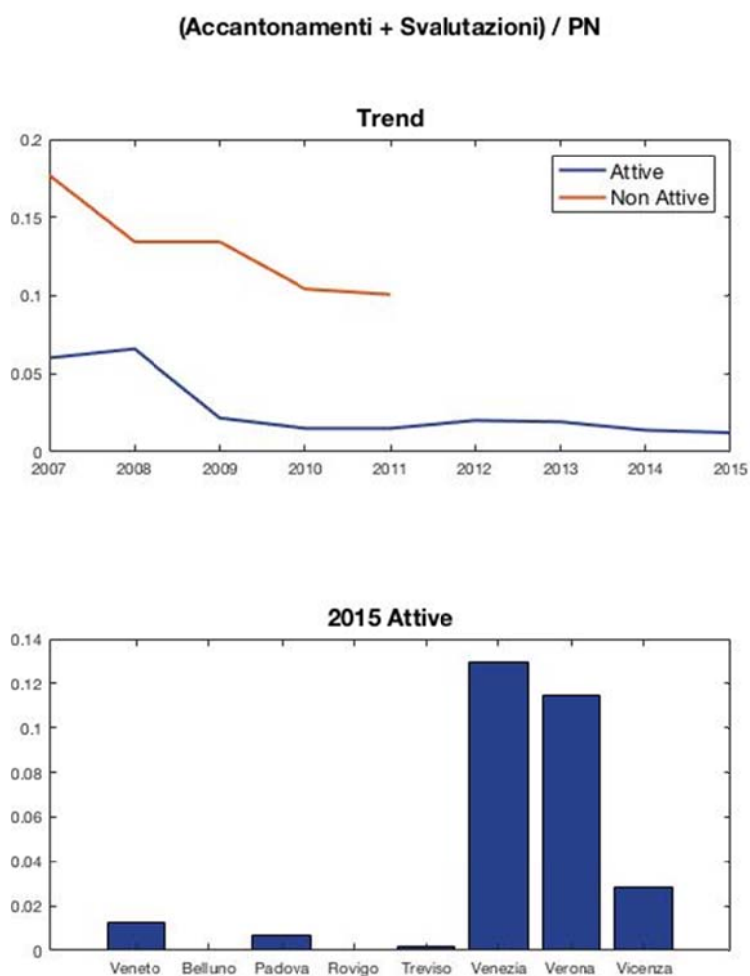 (Accantonamenti + Svalutazioni) / PN
Trend
0.2
0.15
0.1
0.05
0
Attive
Non Attive
2007 2008 2009 2010 2011 2012 2013 2014 2015
2015 Attive
0.14
0.12
0.1
0.08
0.06
0.04
0.02
0
Veneto Belluno Padova Rovigo Treviso Venezia Verona Vicenza